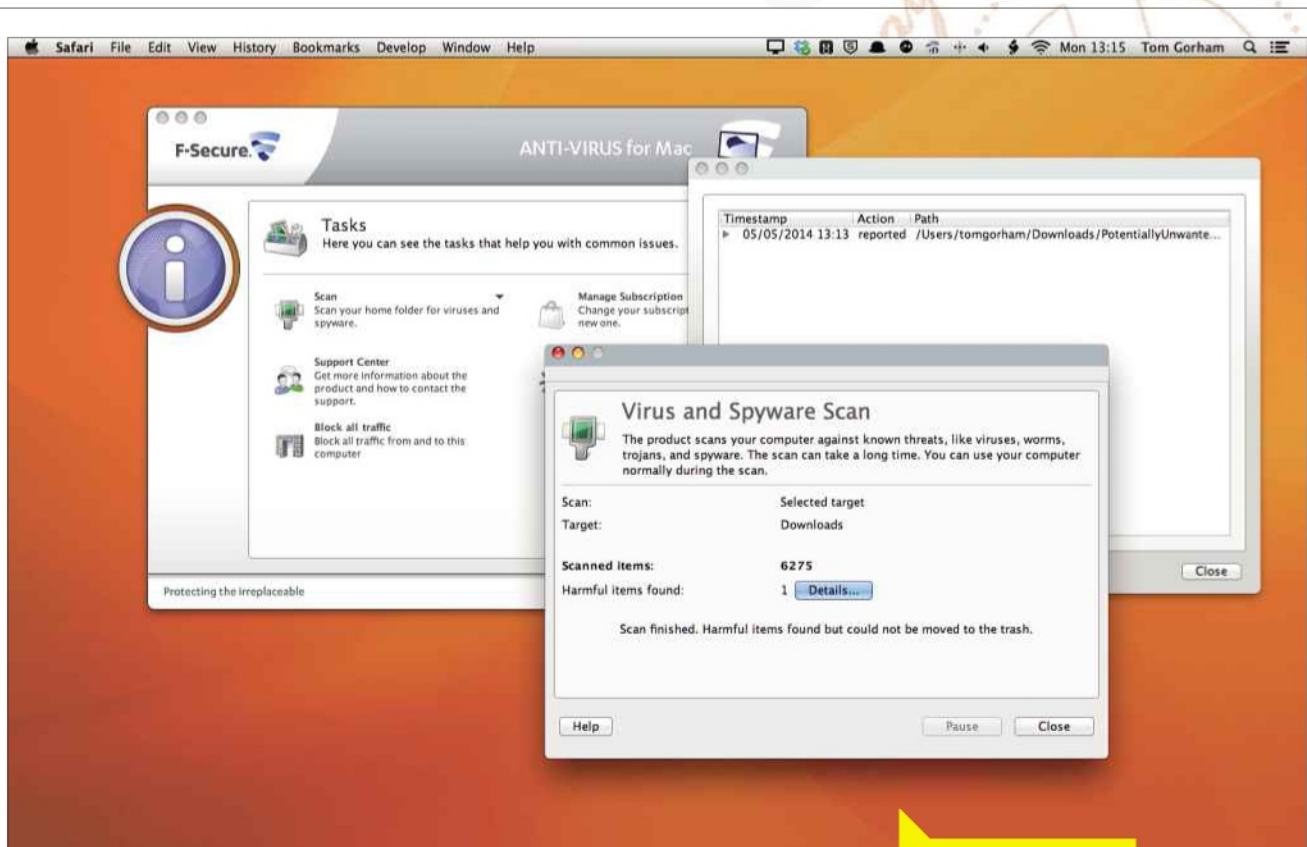 Safari File Edit View History Bookmarks Develop Window Help
Mon 13:15 Tom Gorham
F-Secure.
ANTI-VIRUS for Mac
Tasks
Here you can see the tasks that help you with common issues.
Scan
Scan your home folder for viruses and
spyware.
Manage Subscription
Change your subscript
new one.
Support Center
Get more information about the
product and how to contact the
support.
Block all traffic
Block all traffic from and to this
computer
Protecting the irreplaceable
Timestamp Action Path
05/05/2014 13:13 reported /Users/tomgorham/Downloads/PotentiallyUnwante...
Close
Virus and Spyware Scan
The product scans your computer against known threats, like viruses, worms,
trojans, and spyware. The scan can take a long time. You can use your computer
normally during the scan.
Scan: Selected target
Target: Downloads
Scanned items: 6275
Harmful items found: 1 Details...
Scan finished. Harmful items found but could not be moved to the trash.
Help Pause Close